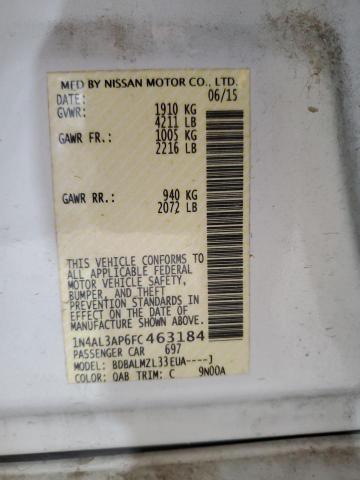 MFD BY NISSAN MOTOR CO., LTD.
DATE: 06/15
GVWR: 1910 KG
4211 LB
GAWR FR.: 1005 KG
2216 LB
GAWR RR.: 940 KG
2072 LB
THIS VEHICLE CONFORMS TO
ALL APPLICABLE FEDERAL
MOTOR VEHICLE SAFETY,
BUMPER, AND THEFT
PREVENTION STANDARDS IN
EFFECT ON THE DATE OF
MANUFACTURE SHOWN ABOVE.
1N4AL3AP6FC463184
PASSENGER CAR 697
MODEL: BDBALMZL33EUA----J
COLOR: QAB TRIM: C 9N00A